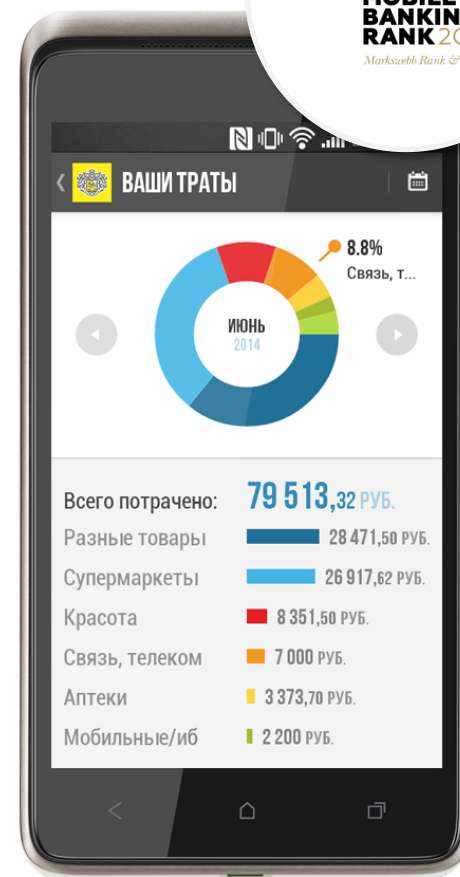 BANKIN
RANK 20
Markswebb Rank &
ВАШИ ТРАТЫ
8.8%
Связь, т...
ИЮНЬ
2014
Всего потрачено: 79 513,32 РУБ.
Разные товары 28 471,50 РУБ.
Супермаркеты 26 917,62 РУБ.
Красота 8 351,50 РУБ.
Связь, телеком 7 000 РУБ.
Аптеки 3 373,70 РУБ.
Мобильные/иб 2 200 РУБ.